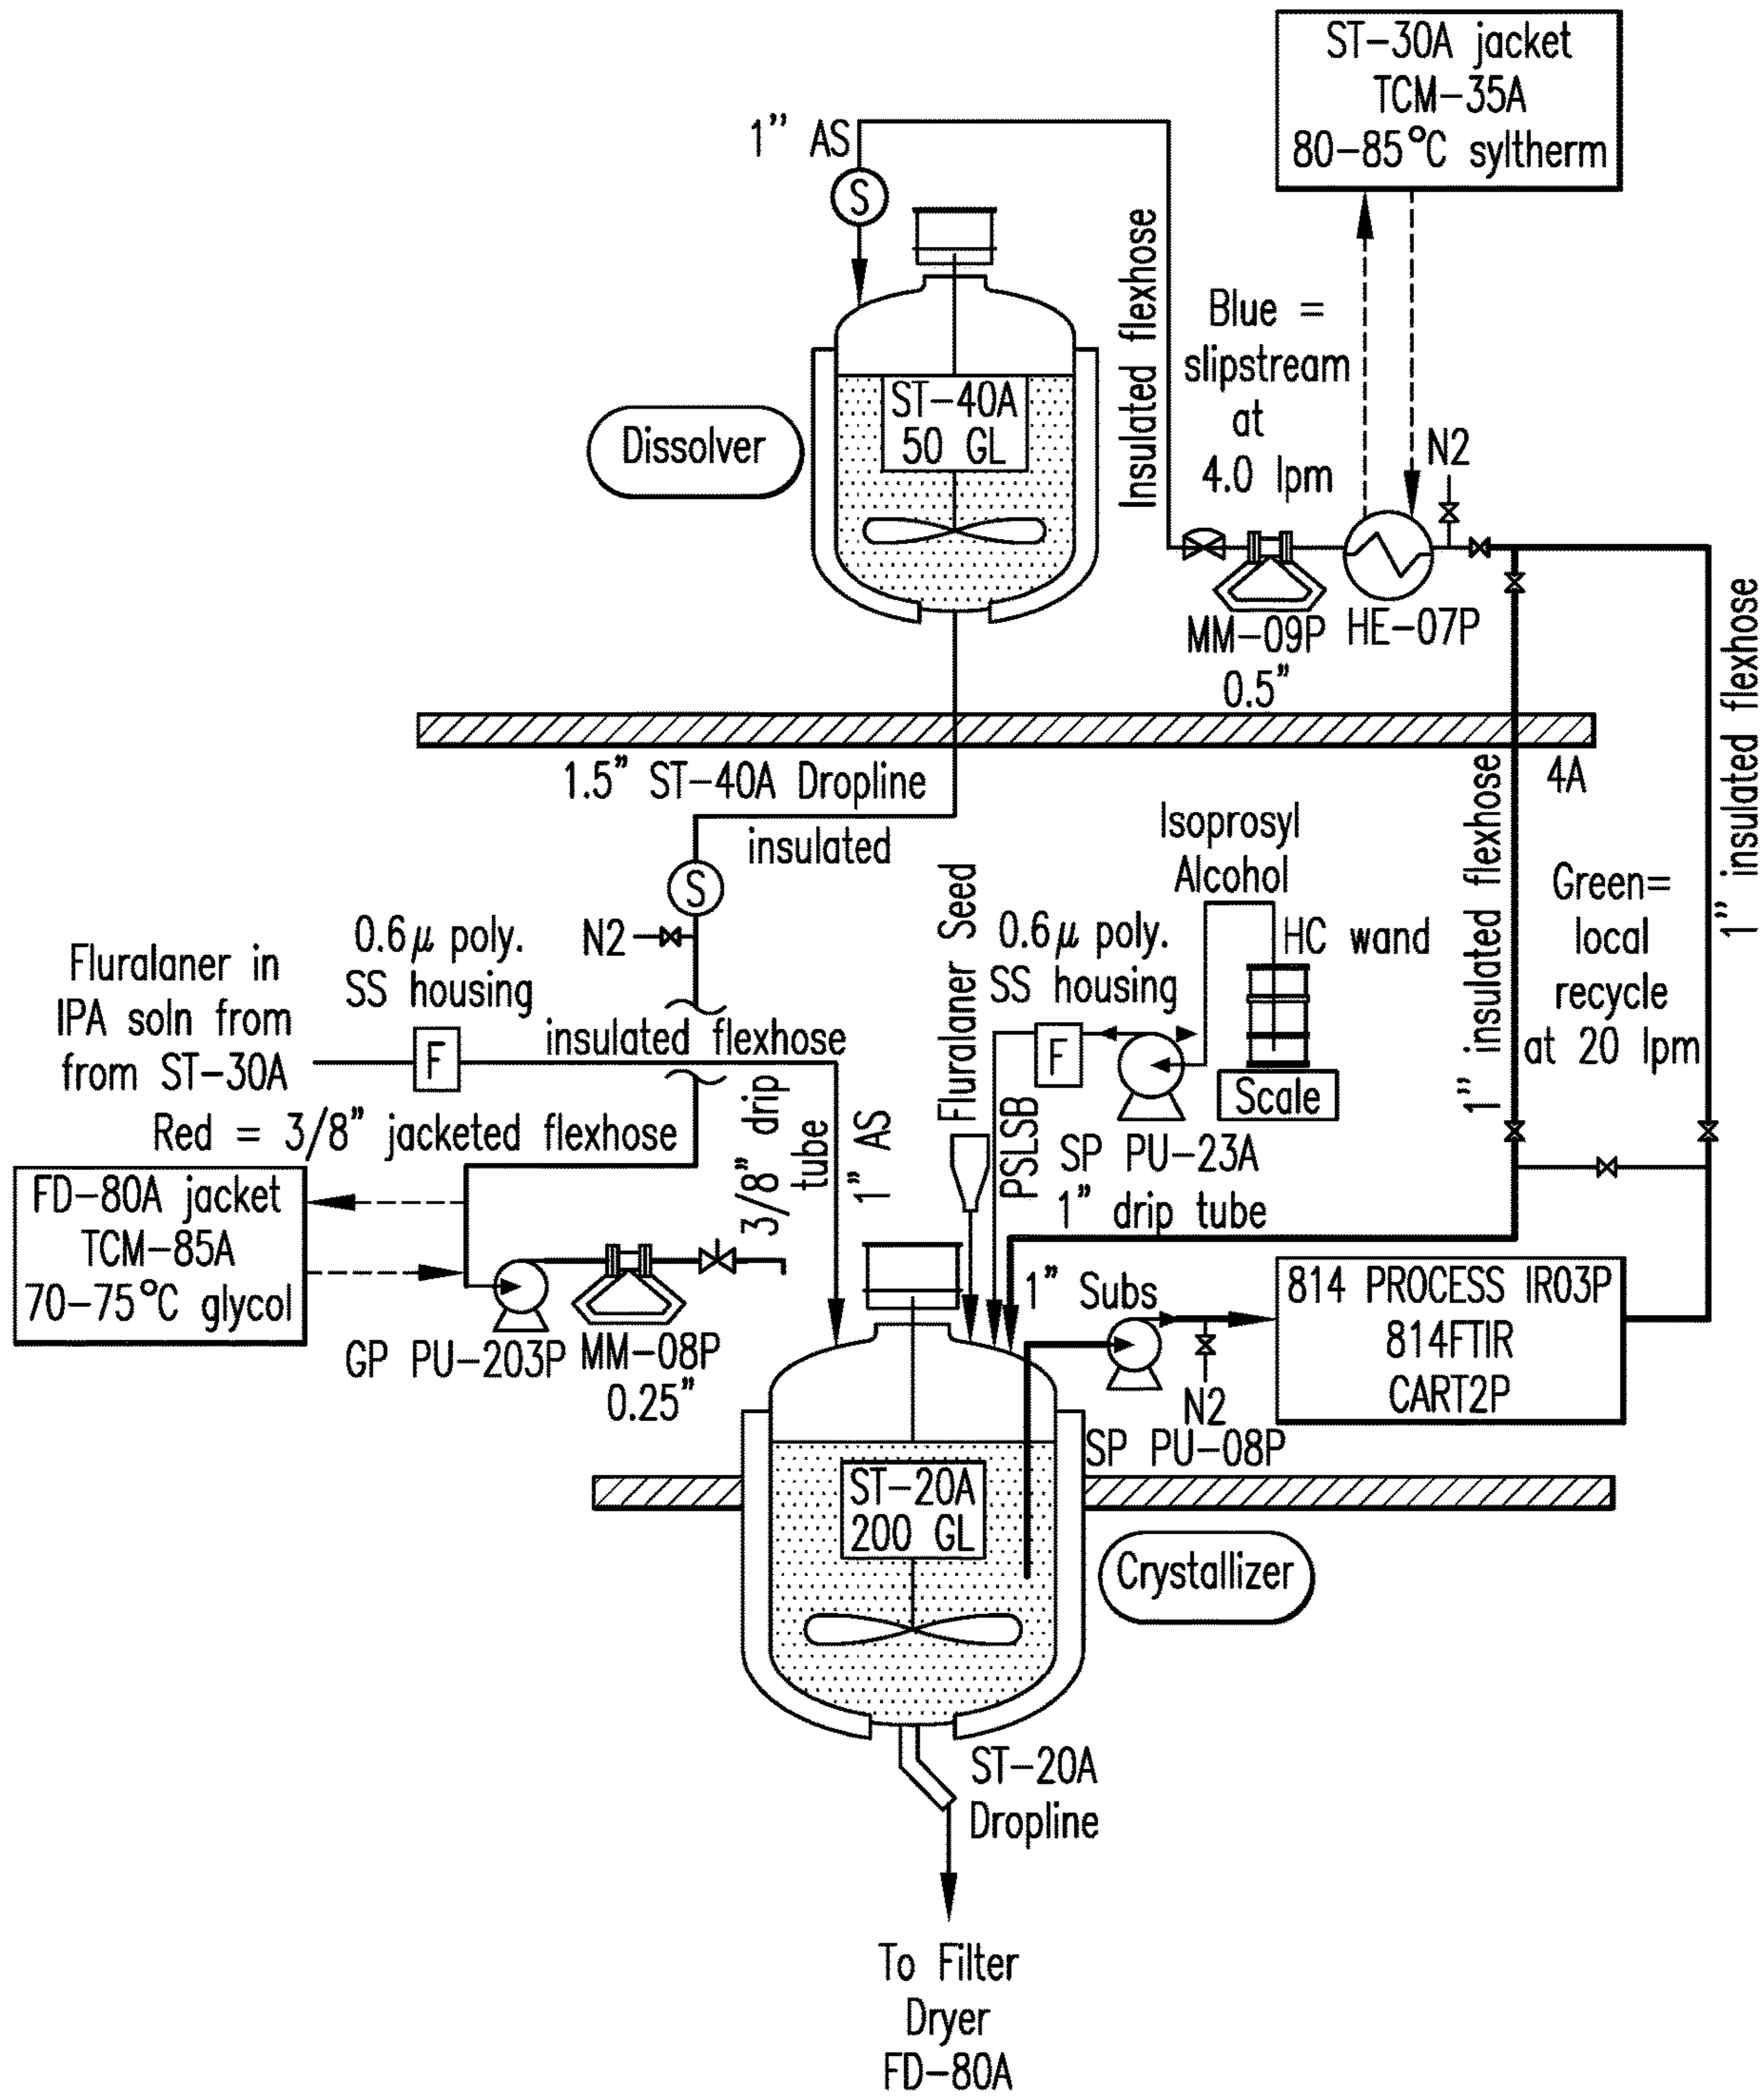 ST-30A jacket
TCM-35A
80-85°C syltherm
1" AS
S
Insulated flexhose
Blue =
slipstream
at
4.0 lpm
N2
ST-40A
50 GL
Dissolver
MM-09P
0.5"
HE-07P
1" insulated flexhose
1.5" ST-40A Dropline
insulated
4A
1" insulated flexhose
S
N2
Isoprosyl
Alcohol
HC wand
Scale
Green=
local
recycle
at 20 lpm
Fluralaner in
IPA soln from
from ST-30A
0.6μ poly.
SS housing
F
insulated flexhose
Fluralaner Seed
0.6μ poly.
SS housing
F
PSLSB
SP PU-23A
1" drip tube
Red = 3/8" jacketed flexhose
3/8" drip
tube
1" AS
FD-80A jacket
TCM-85A
70-75°C glycol
GP PU-203P
MM-08P
0.25"
1" Subs
N2
SP PU-08P
814 PROCESS IR03P
814FTIR
CART2P
ST-20A
200 GL
Crystallizer
ST-20A
Dropline
To Filter
Dryer
FD-80A